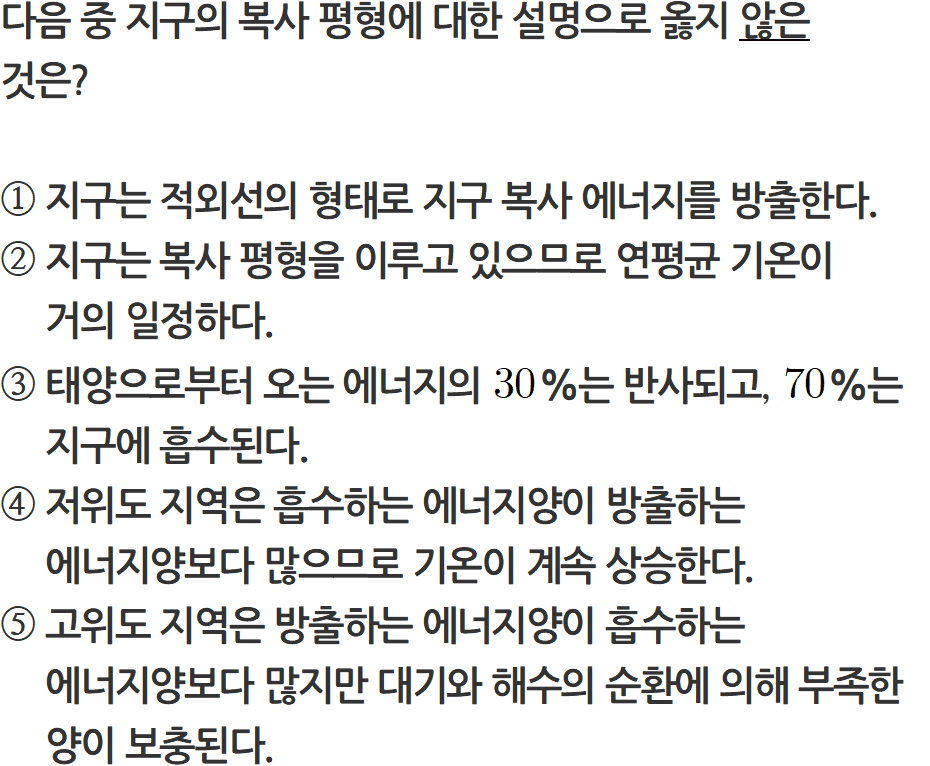 다음 중 지구의 복사 평형에 대한 설명으로 옳지 않은
것은?
① 지구는 적외선의 형태로 지구 복사 에너지를 방출한다.
② 지구는 복사 평형을 이루고 있으므로 연평균 기온이
거의 일정하다.
③ 태양으로부터 오는 에너지의 30%는 반사되고, 70%는
지구에 흡수된다.
④ 저위도 지역은 흡수하는 에너지양이 방출하는
에너지양보다 많으므로 기온이 계속 상승한다.
⑤ 고위도 지역은 방출하는 에너지양이 흡수하는
에너지양보다 많지만 대기와 해수의 순환에 의해 부족한
양이 보충된다.